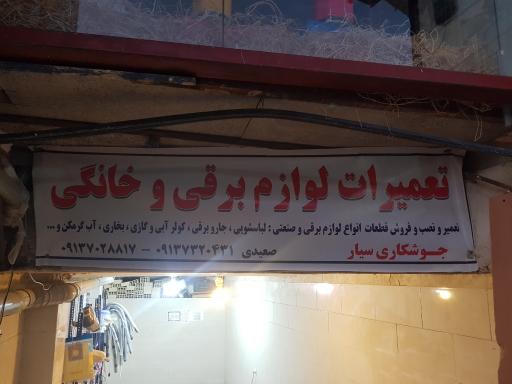 تعمیرات لوازم برقی و خانگی
تعمیر و نصب و فروش قطعات انواع لوازم برقی و صنعتی : لباسشویی ، جارو برقی ، کولر آبی و گازی ، بخاری ، آب گرمکن و ...
جوشکاری سیار صعیدی ۰۹۱۳۷۳۲۰۴۳۱ – ۰۹۱۳۷۰۲۸۸۱۷